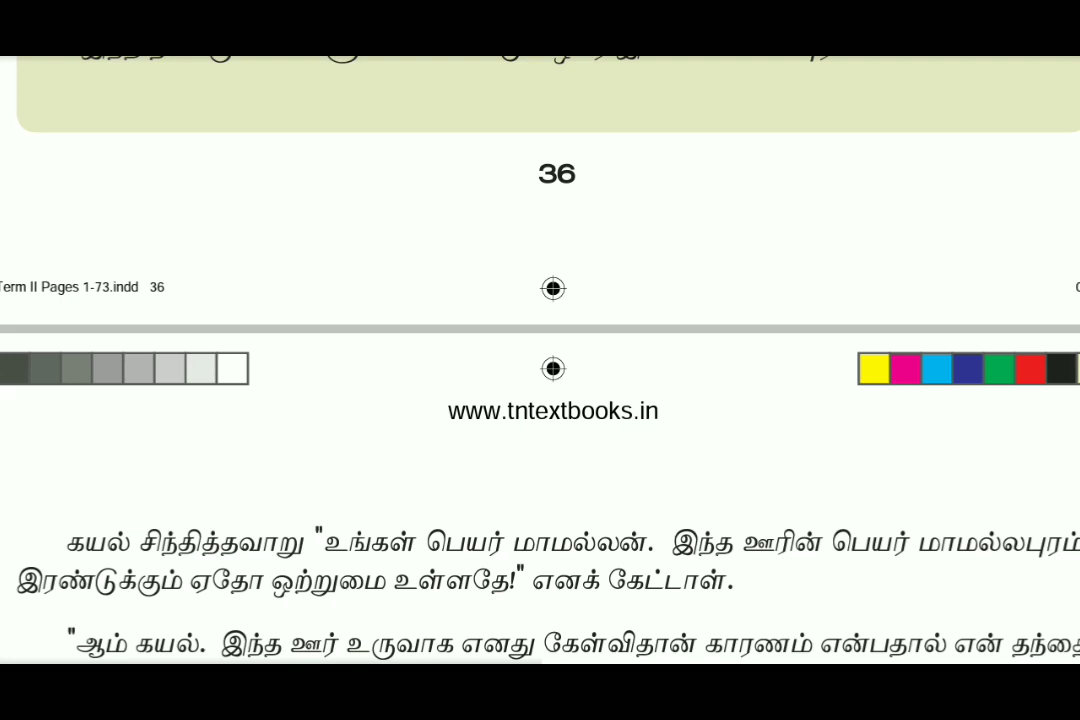 36
Term II Pages 1-73.indd 36
www.tntextbooks.in
கயல் சிந்தித்தவாறு "உங்கள் பெயர் மாமல்லன். இந்த ஊரின் பெயர் மாமல்லபுரம்
இரண்டுக்கும் ஏதோ ஒற்றுமை உள்ளதே!" எனக் கேட்டாள்.
"ஆம் கயல். இந்த ஊர் உருவாக எனது கேள்விதான் காரணம் என்பதால் என் தந்தை